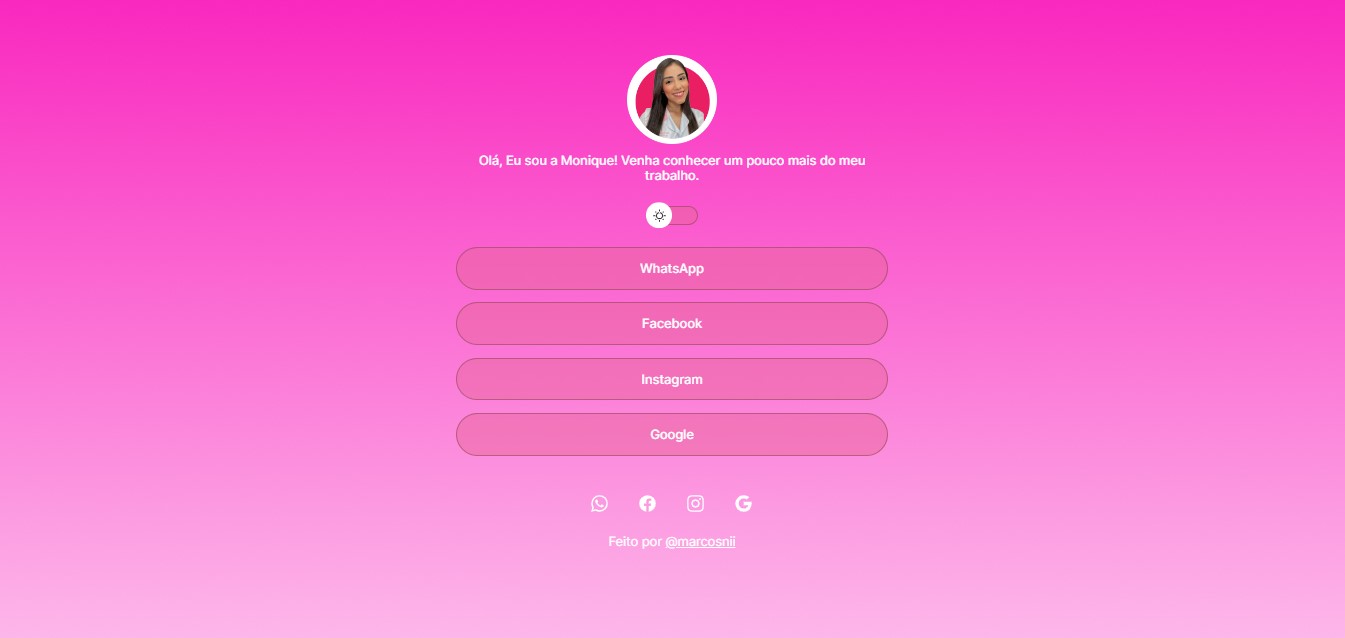 Olá, Eu sou a Monique! Venha conhecer um pouco mais do meu
trabalho.
WhatsApp
Facebook
Instagram
Google
Feito por @marcosnii